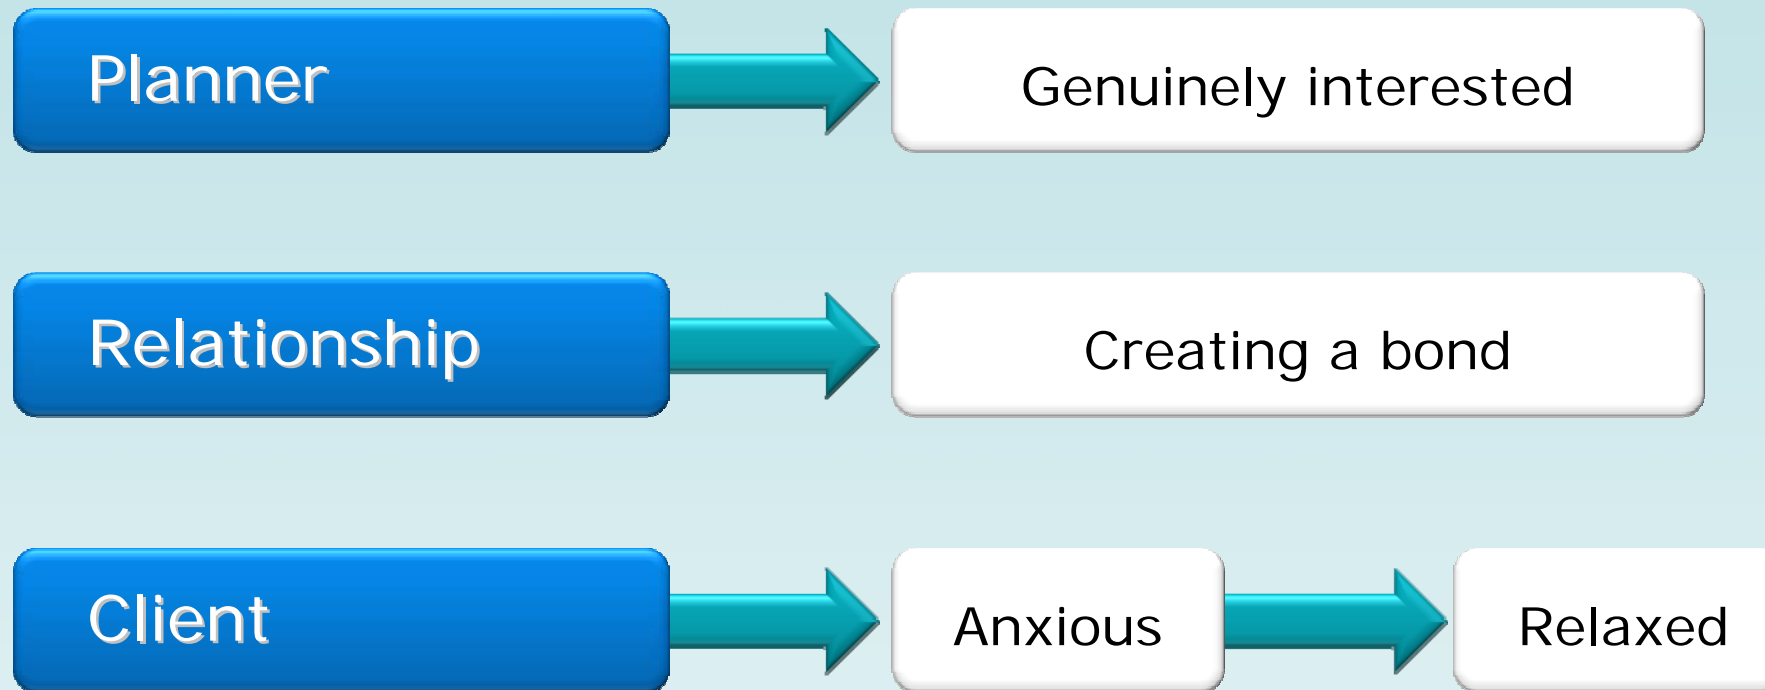 Planner
Genuinely interested
Relationship
Creating a bond
Client
Anxious
Relaxed